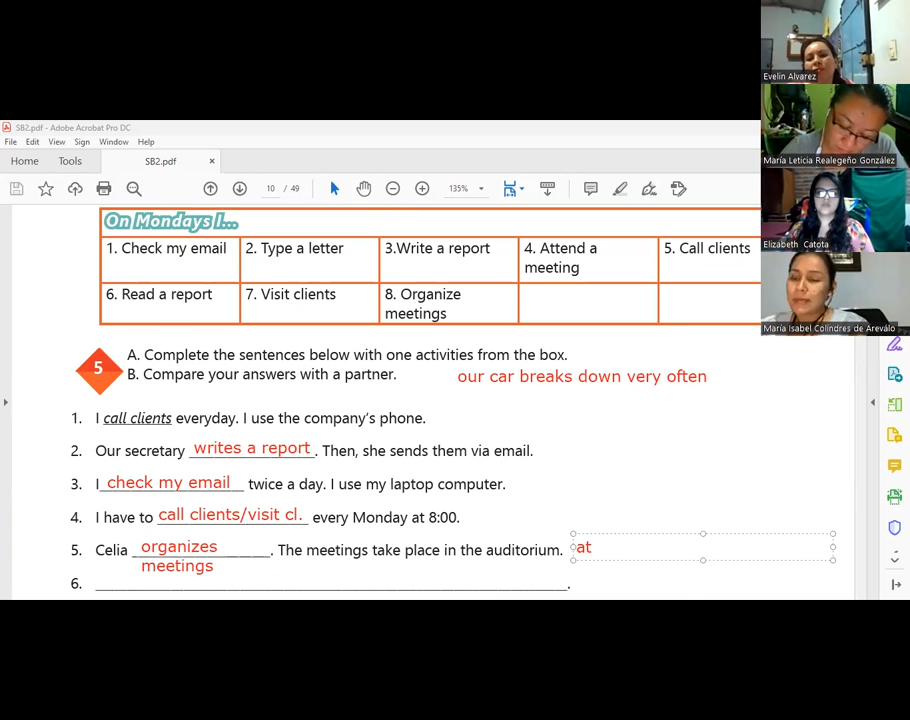 Evelin Alvarez
SB2.pdf - Adobe Acrobat Pro DC
File Edit View Sign Window Help
María Leticia Realegeño González
Home Tools SB2.pdf ×
10 / 49 135%
On Mondays I...
1. Check my email 2. Type a letter 3.Write a report 4. Attend a meeting 5. Call clients
Elizabeth Catota
6. Read a report 7. Visit clients 8. Organize meetings
María Isabel Colindres de Areválo
5
A. Complete the sentences below with one activities from the box.
B. Compare your answers with a partner. our car breaks down very often
1. I call clients everyday. I use the company's phone.
2. Our secretary writes a report. Then, she sends them via email.
3. I check my email twice a day. I use my laptop computer.
4. I have to call clients/visit cl. every Monday at 8:00.
5. Celia organizes meetings. The meetings take place in the auditorium. at
6. ____________________.